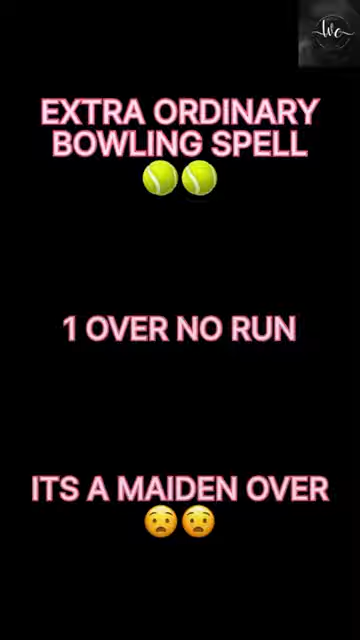 EXTRA ORDINARY
BOWLING SPELL
🎾🎾
1 OVER NO RUN
ITS A MAIDEN OVER
😧😧